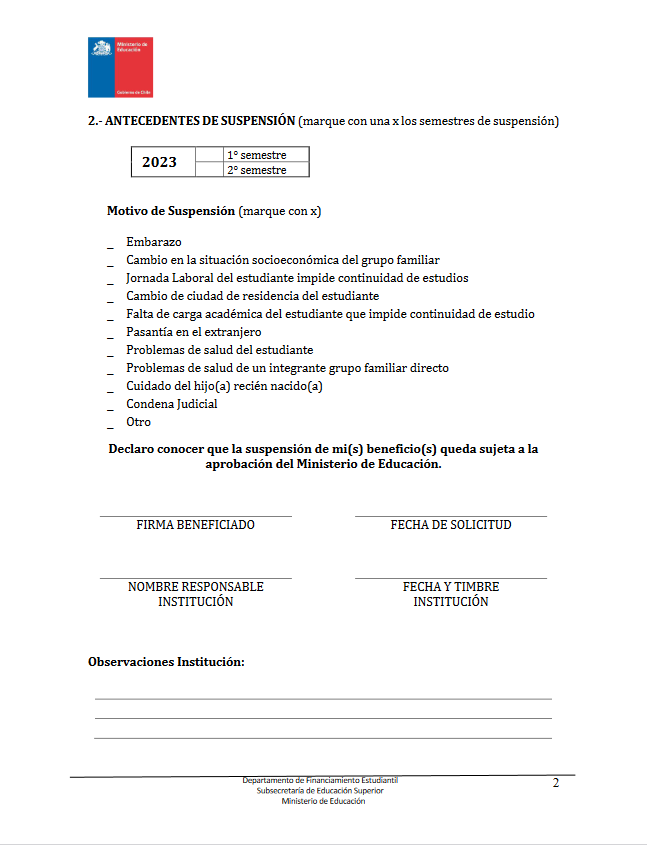 Ministerio de
Educación
Gobierno de Chile
2.- ANTECEDENTES DE SUSPENSIÓN (marque con una x los semestres de suspensión)
2023
1° semestre
2° semestre
Motivo de Suspensión (marque con x)
_ Embarazo
_ Cambio en la situación socioeconómica del grupo familiar
_ Jornada Laboral del estudiante impide continuidad de estudios
_ Cambio de ciudad de residencia del estudiante
_ Falta de carga académica del estudiante que impide continuidad de estudio
_ Pasantía en el extranjero
_ Problemas de salud del estudiante
_ Problemas de salud de un integrante grupo familiar directo
_ Cuidado del hijo(a) recién nacido(a)
_ Condena Judicial
_ Otro
Declaro conocer que la suspensión de mi(s) beneficio(s) queda sujeta a la
aprobación del Ministerio de Educación.
FIRMA BENEFICIADO
FECHA DE SOLICITUD
NOMBRE RESPONSABLE
INSTITUCIÓN
FECHA Y TIMBRE
INSTITUCIÓN
Observaciones Institución:
Departamento de Financiamiento Estudiantil
Subsecretaría de Educación Superior
Ministerio de Educación
2